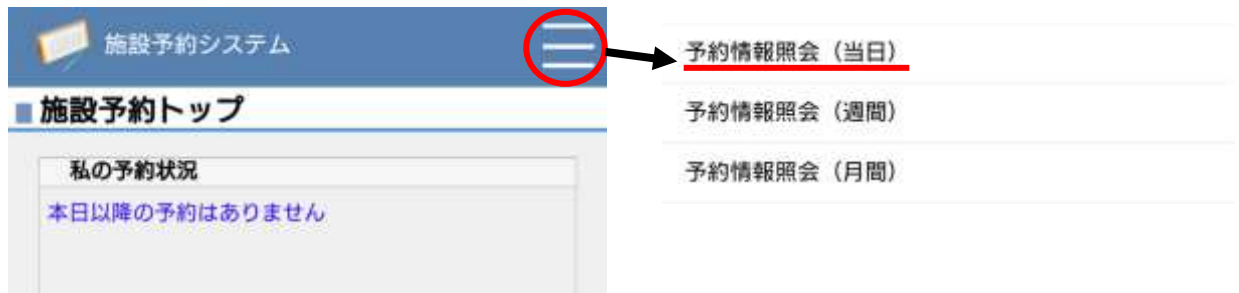 施設予約システム
施設予約トップ
私の予約状況
本日以降の予約はありません
予約情報照会（当日）
予約情報照会（週間）
予約情報照会（月間）